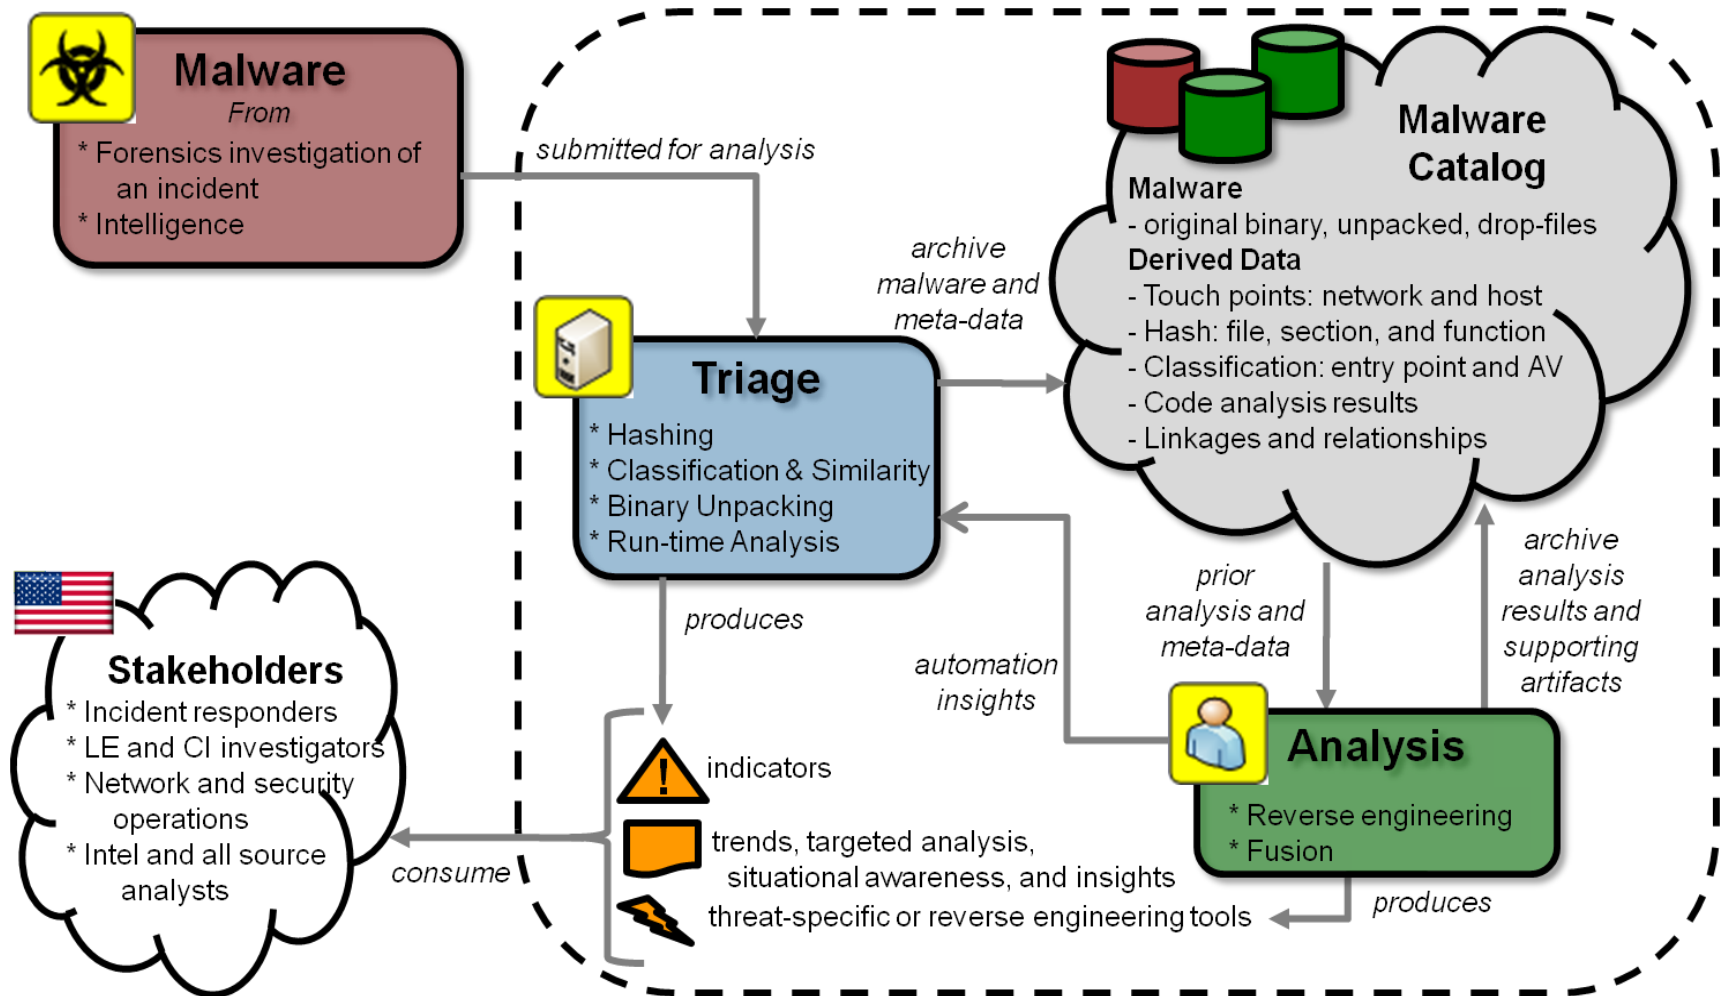 Malware
From
* Forensics investigation of
an incident
* Intelligence
submitted for analysis
Malware
Catalog
Malware
- original binary, unpacked, drop-files
Derived Data
- Touch points: network and host
- Hash: file, section, and function
- Classification: entry point and AV
- Code analysis results
- Linkages and relationships
archive
malware and
meta-data
Triage
* Hashing
* Classification & Similarity
* Binary Unpacking
* Run-time Analysis
produces
automation
insights
prior
analysis and
meta-data
archive
analysis
results and
supporting
artifacts
Stakeholders
* Incident responders
* LE and CI investigators
* Network and security
operations
* Intel and all source
analysts
consume
!
indicators
trends, targeted analysis,
situational awareness, and insights
threat-specific or reverse engineering tools
Analysis
* Reverse engineering
* Fusion
produces